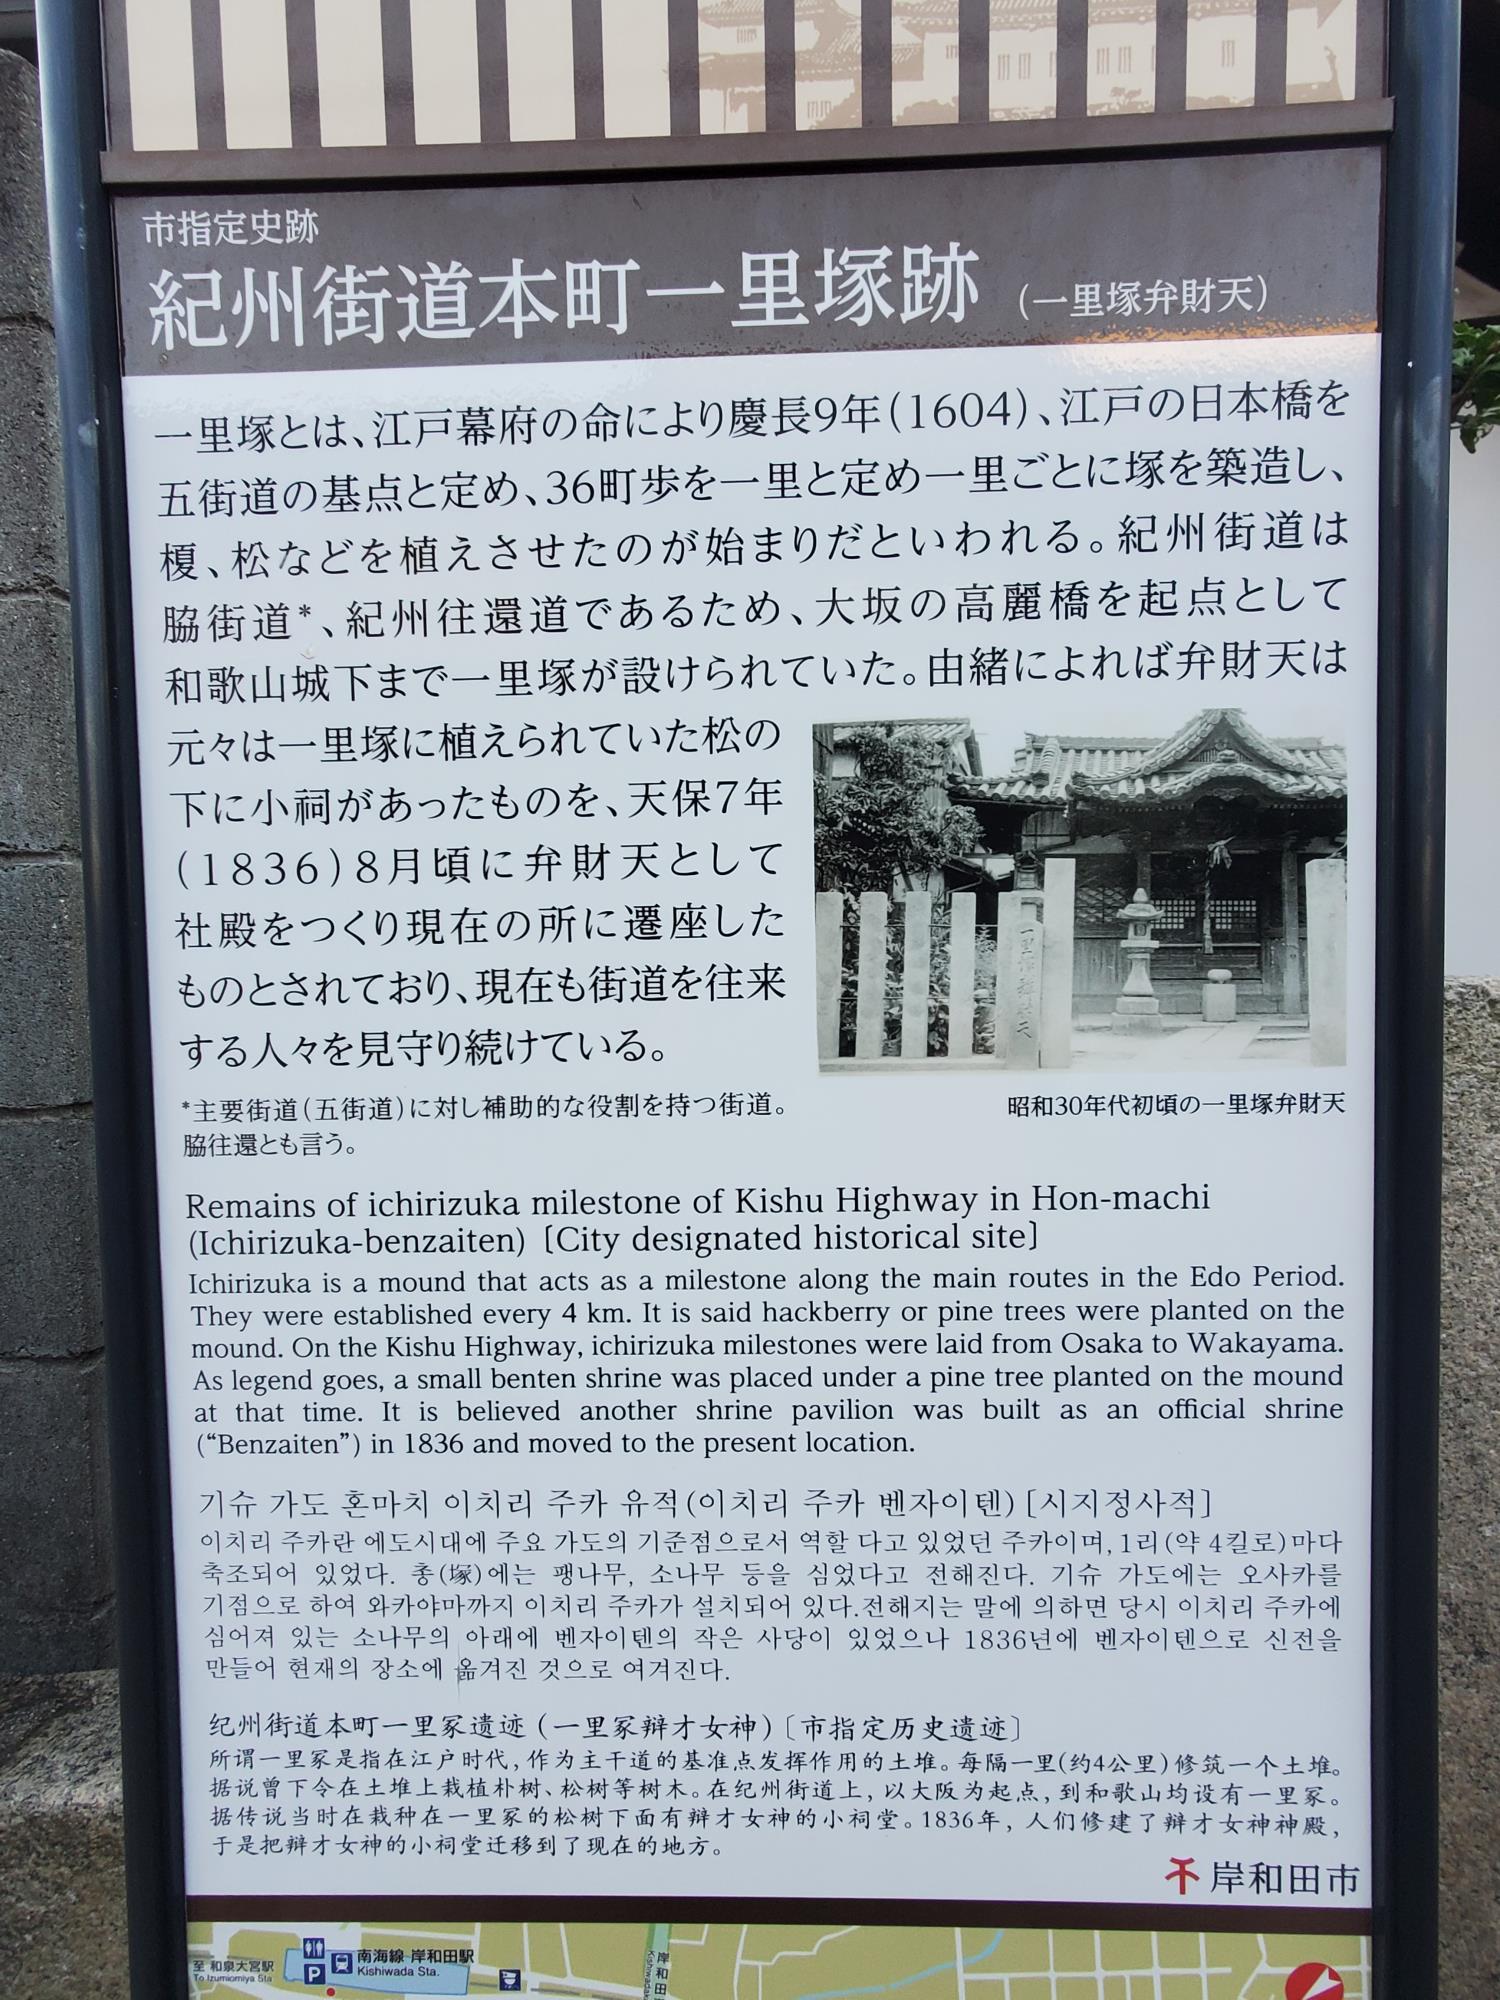 市指定史跡
紀州街道本町一里塚跡 (一里塚弁財天)
一里塚とは、江戸幕府の命により慶長9年(1604)、江戸の日本橋を
五街道の基点と定め、36町歩を一里と定め一里ごとに塚を築造し、
榎、松などを植えさせたのが始まりだといわれる。紀州街道は
脇街道*、紀州往還道であるため、大坂の高麗橋を起点として
和歌山城下まで一里塚が設けられていた。由緒によれば弁財天は
元々は一里塚に植えられていた松の
下に小祠があったものを、天保7年
(1836)8月頃に弁財天として
社殿をつくり現在の所に遷座した
ものとされており、現在も街道を往来
する人々を見守り続けている。
*主要街道(五街道)に対し補助的な役割を持つ街道。
脇往還とも言う。
昭和30年代初頃の一里塚弁財天
Remains of ichirizuka milestone of Kishu Highway in Hon-machi
(Ichirizuka-benzaiten) [City designated historical site]
Ichirizuka is a mound that acts as a milestone along the main routes in the Edo Period.
They were established every 4 km. It is said hackberry or pine trees were planted on the
mound. On the Kishu Highway, ichirizuka milestones were laid from Osaka to Wakayama.
As legend goes, a small benten shrine was placed under a pine tree planted on the mound
at that time. It is believed another shrine pavilion was built as an official shrine
(“Benzaiten”) in 1836 and moved to the present location.
기슈 가도 혼마치 이치리 주카 유적(이치리 주카 벤자이텐) [시지정사적]
이치리 주카란 에도시대에 주요 가도의 기준점으로서 역할 다고 있었던 주카이며, 1리(약 4킬로)마다
축조되어 있었다. 총(塚)에는 팽나무, 소나무 등을 심었다고 전해진다. 기슈 가도에는 오사카를
기점으로 하여 와카야마까지 이치리 주카가 설치되어 있다.전해지는 말에 의하면 당시 이치리 주카에
심어져 있는 소나무의 아래에 벤자이텐의 작은 사당이 있었으나 1836년에 벤자이텐으로 신전을
만들어 현재의 장소에 옮겨진 것으로 여겨진다.
纪州街道本町一里冢遗迹 (一里冢辩才女神) [市指定历史遗迹]
所谓一里冢是指在江户时代, 作为主干道的基准点发挥作用的土堆。每隔一里(约4公里)修筑一个土堆。
据说曾下令在土堆上栽植朴树、松树等树木。在纪州街道上, 以大阪为起点, 到和歌山均设有一里冢。
据传说当时在栽种在一里冢的松树下面有辩才女神的小祠堂。1836年, 人们修建了辩才女神神殿,
于是把辩才女神的小祠堂迁移到了现在的地方。
岸和田市
至 和泉大宮駅
To Izumiomiya Sta
P
南海線 岸和田駅
Kishiwada Sta.
岸和田